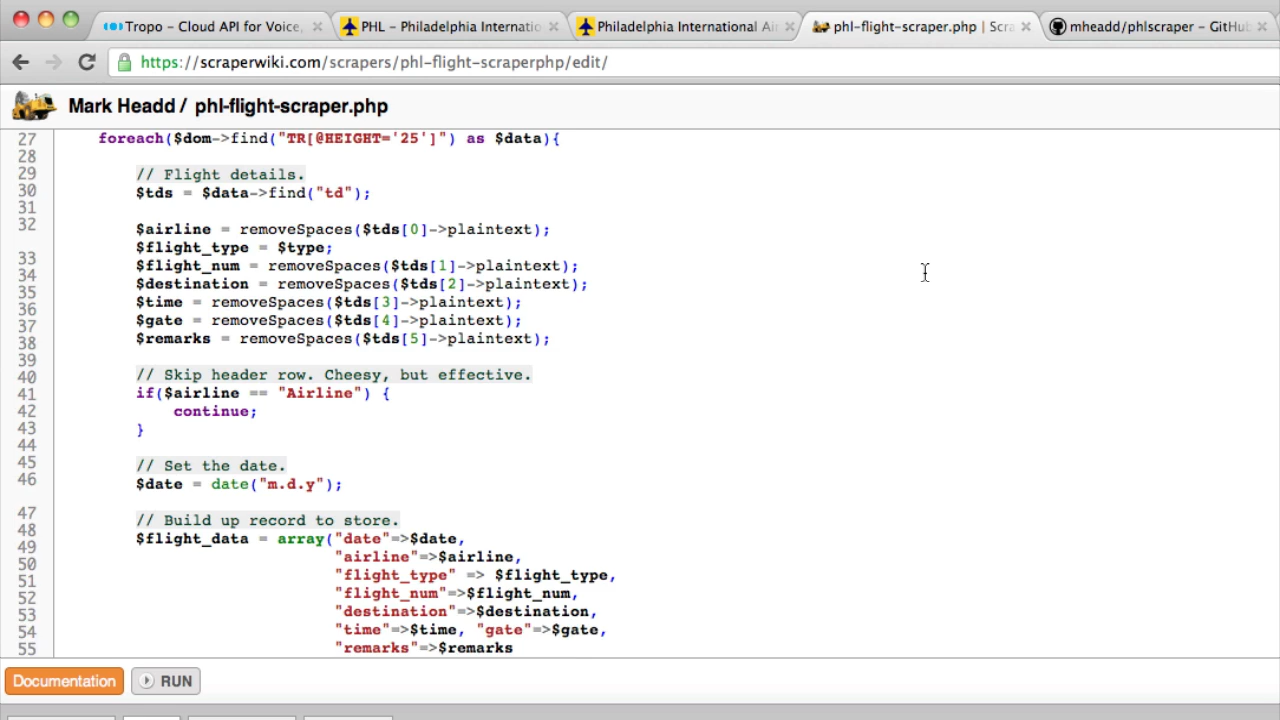 Tropo – Cloud API for Voice,
PHL – Philadelphia Internatio
Philadelphia International Ai
phl-flight-scraper.php | Scra
mheadd/phlscraper – GitHub
https://scraperwiki.com/scrapers/phl-flight-scraperphp/edit/
Mark Headd / phl-flight-scraper.php
27 foreach($dom->find("TR[@HEIGHT='25']") as $data){
28
29 // Flight details.
30 $tds = $data->find("td");
31
32 $airline = removeSpaces($tds[0]->plaintext);
$flight_type = $type;
33 $flight_num = removeSpaces($tds[1]->plaintext);
34 $destination = removeSpaces($tds[2]->plaintext);
35 $time = removeSpaces($tds[3]->plaintext);
36 $gate = removeSpaces($tds[4]->plaintext);
37 $remarks = removeSpaces($tds[5]->plaintext);
38
39 // Skip header row. Cheesy, but effective.
40 if($airline == "Airline") {
41 continue;
42 }
43
44 // Set the date.
45 $date = date("m.d.y");
46
47 // Build up record to store.
48 $flight_data = array("date"=>$date,
49 "airline"=>$airline,
50 "flight_type" => $flight_type,
51 "flight_num"=>$flight_num,
52 "destination"=>$destination,
53 "time"=>$time, "gate"=>$gate,
54 "remarks"=>$remarks
55
Documentation
RUN